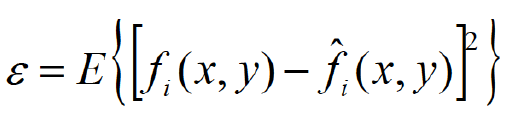 ε = E{[f_i(x, y) − f̂_i(x, y)]²}